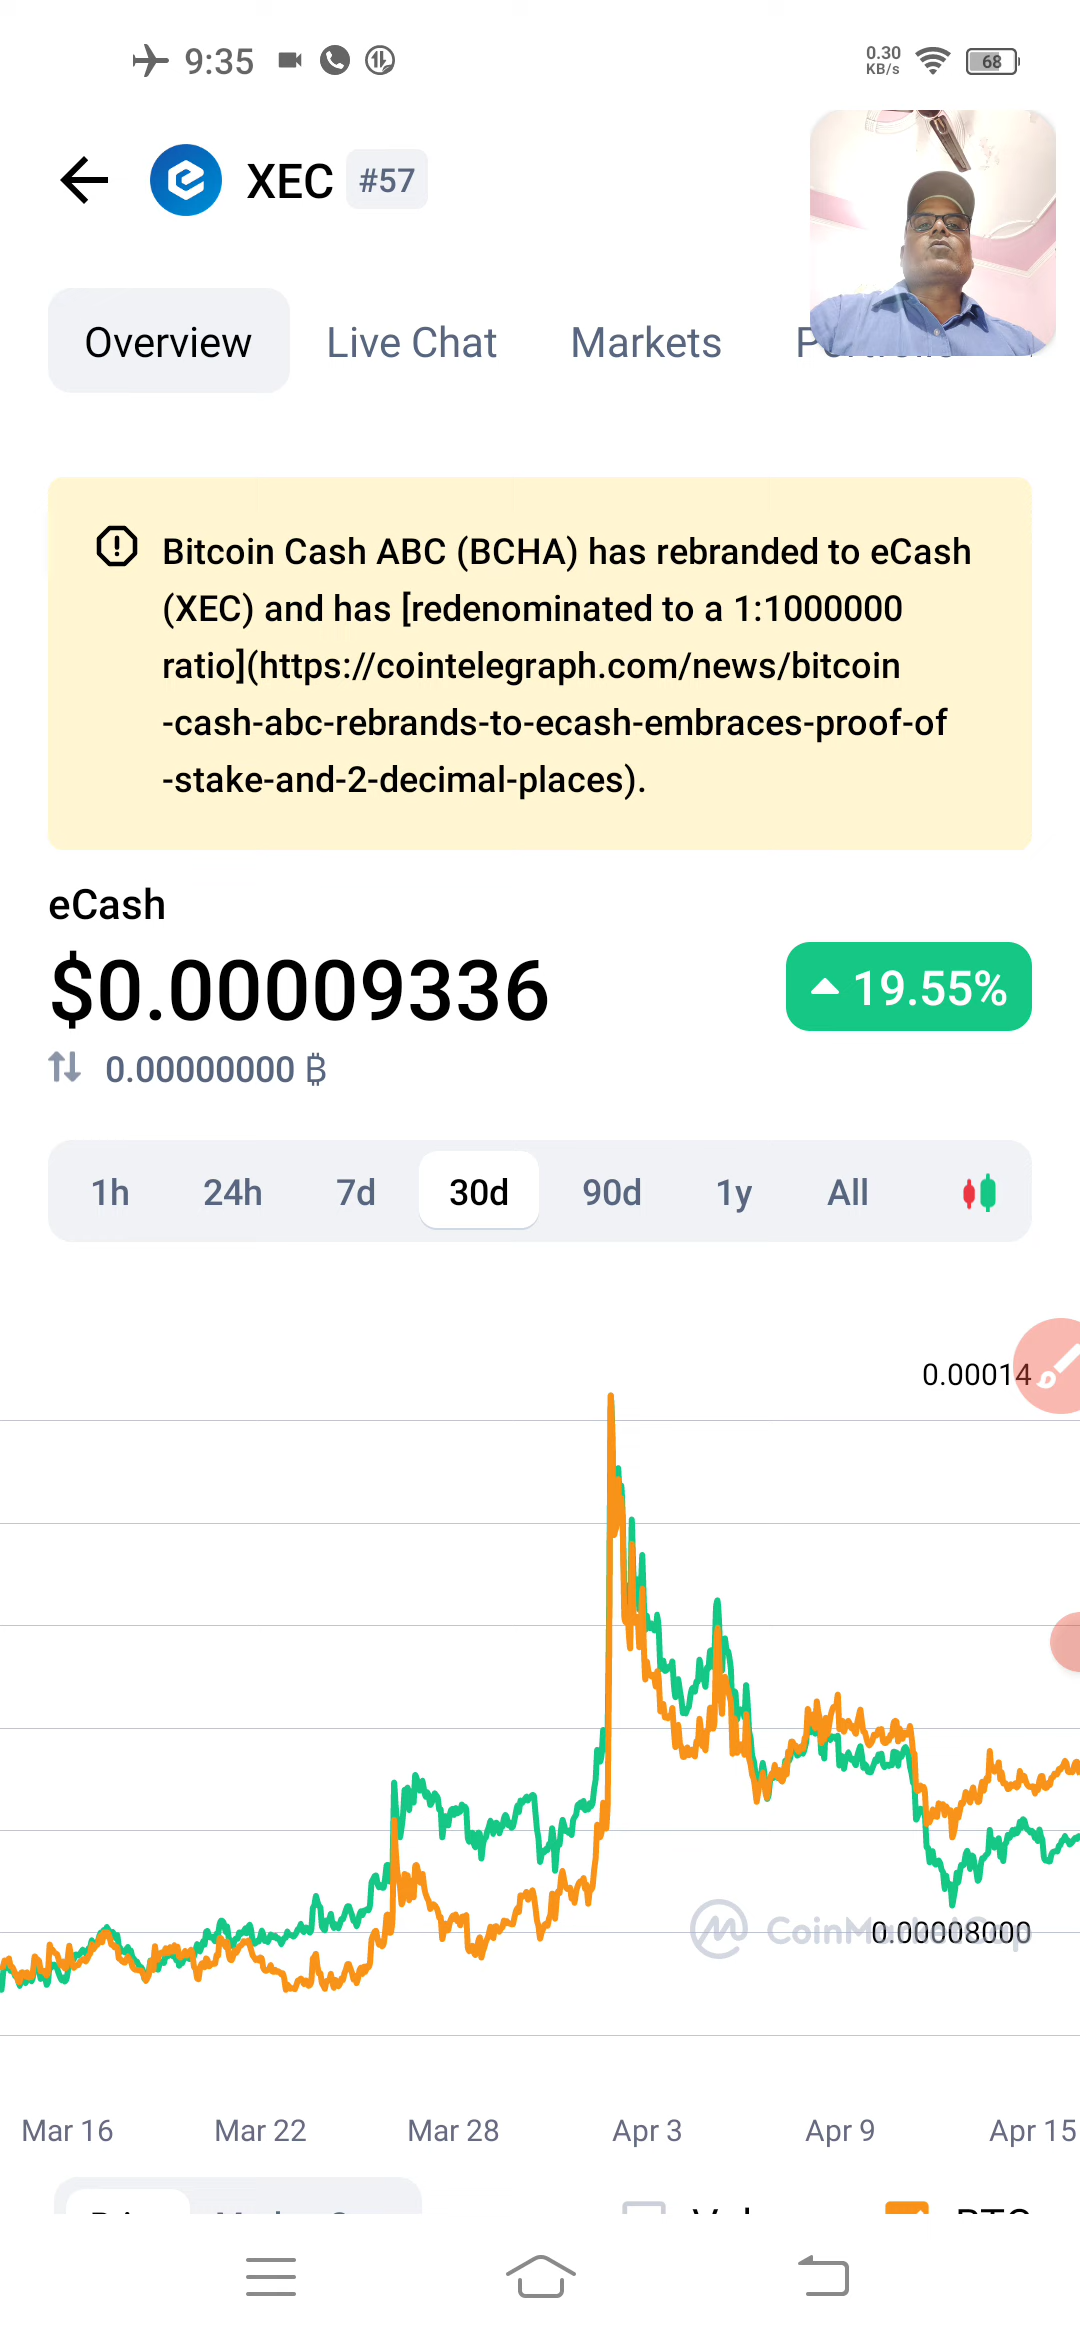 9:35
0.30
KB/s
68
XEC #57
Overview Live Chat Markets
Bitcoin Cash ABC (BCHA) has rebranded to eCash
(XEC) and has [redenominated to a 1:1000000
ratio](https://cointelegraph.com/news/bitcoin
-cash-abc-rebrands-to-ecash-embraces-proof-of
-stake-and-2-decimal-places).
eCash
$0.00009336
19.55%
0.00000000 ₿
1h 24h 7d 30d 90d 1y All
0.00014
0.00008000
Mar 16 Mar 22 Mar 28 Apr 3 Apr 9 Apr 15